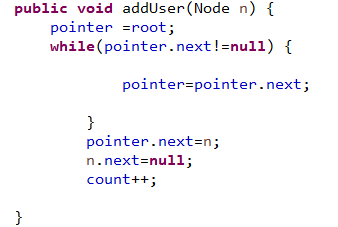 public void addUser(Node n) {
    pointer =root;
    while(pointer.next!=null) {
            pointer=pointer.next;
        }
        pointer.next=n;
        n.next=null;
        count++;
}